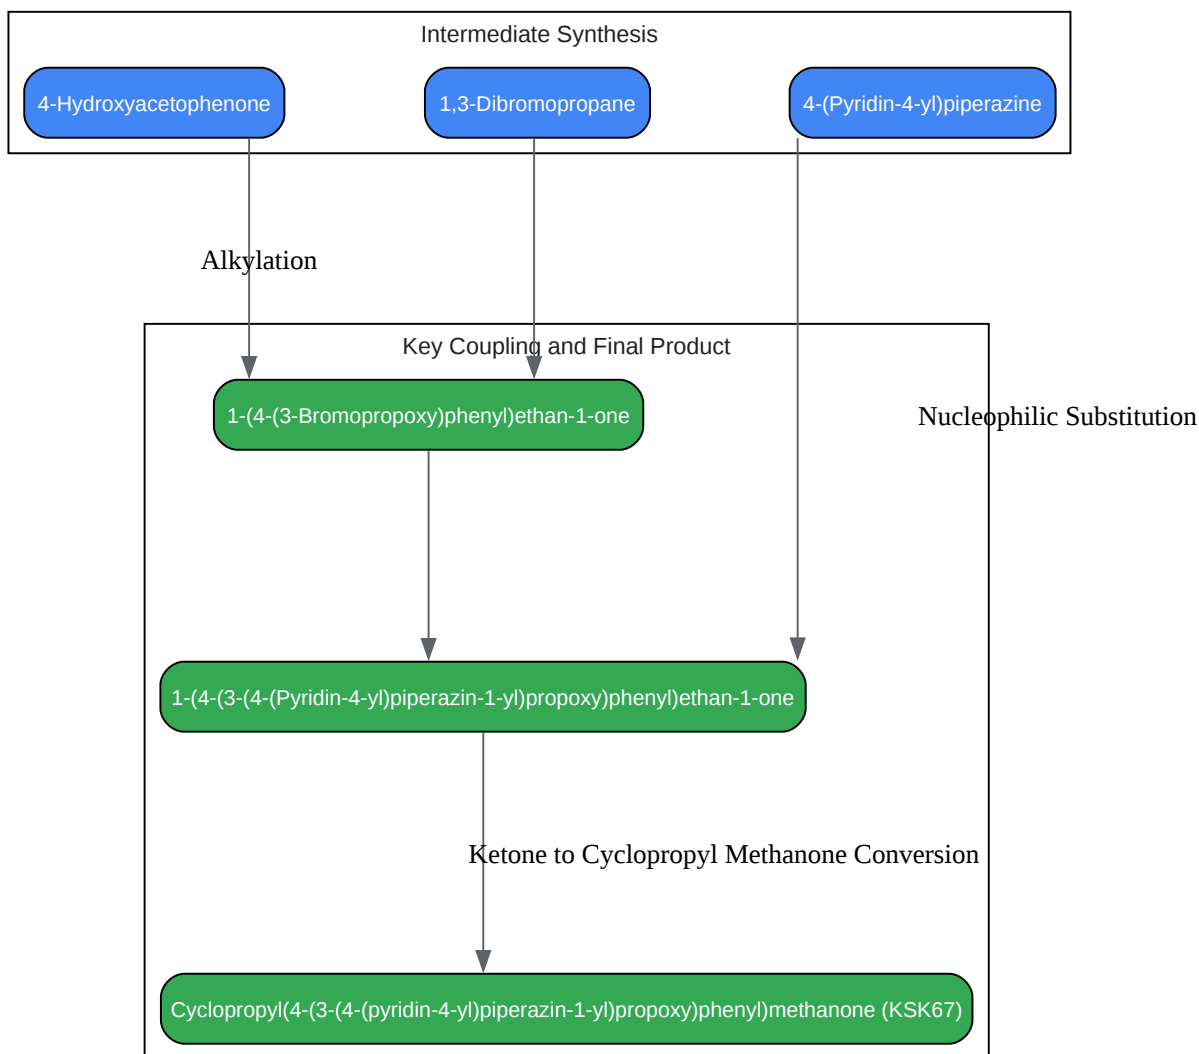 Intermediate Synthesis
4-Hydroxyacetophenone
1,3-Dibromopropane
4-(Pyridin-4-yl)piperazine
Alkylation
Key Coupling and Final Product
1-(4-(3-Bromopropoxy)phenyl)ethan-1-one
Nucleophilic Substitution
1-(4-(3-(4-(Pyridin-4-yl)piperazin-1-yl)propoxy)phenyl)ethan-1-one
Ketone to Cyclopropyl Methanone Conversion
Cyclopropyl(4-(3-(4-(pyridin-4-yl)piperazin-1-yl)propoxy)phenyl)methanone (KSK67)